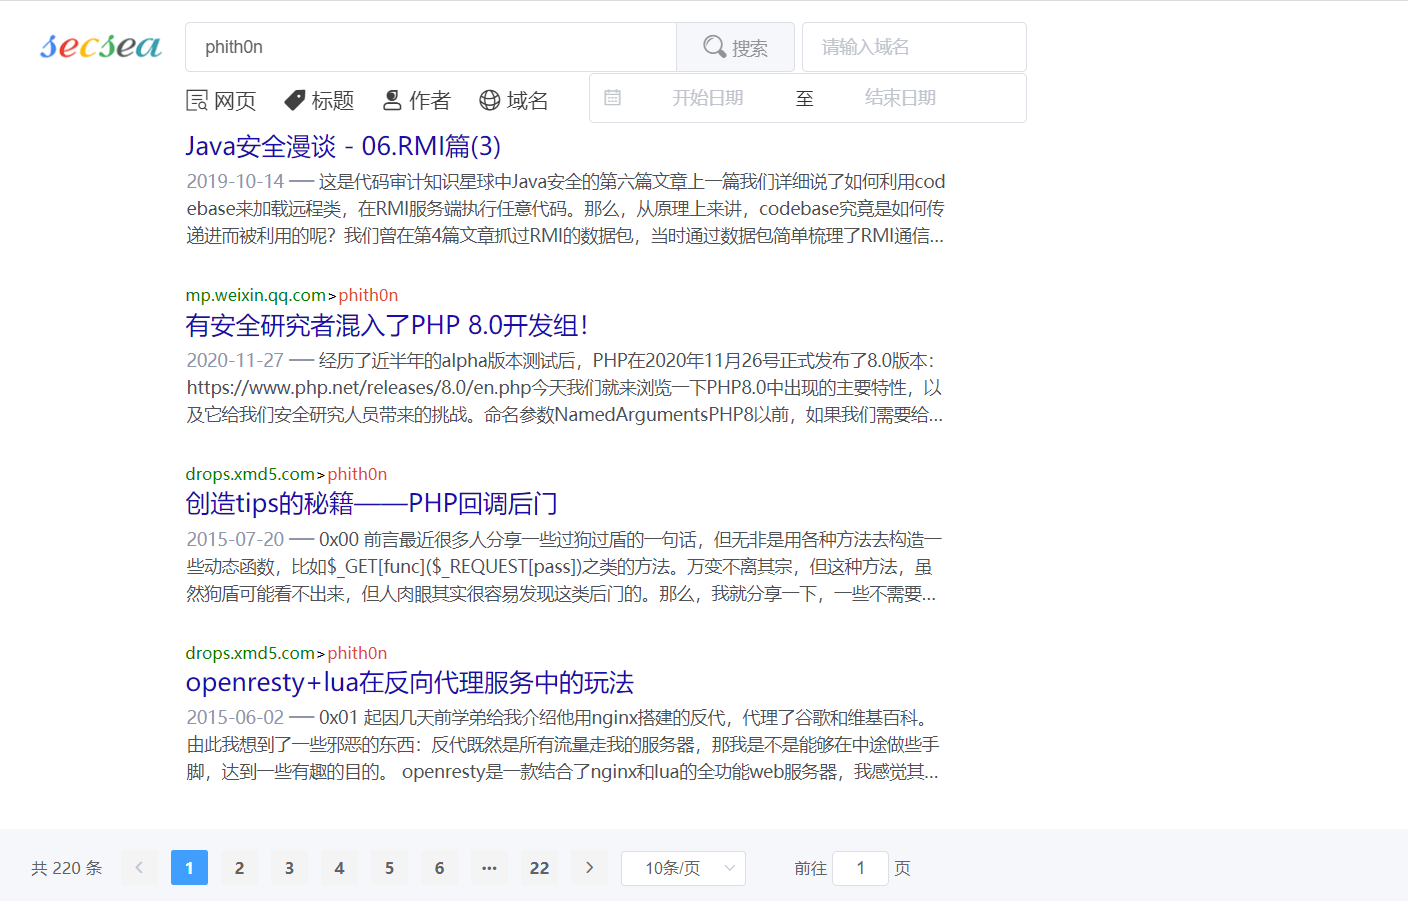 secsea
phith0n
搜索
请输入域名
网页 标题 作者 域名
开始日期 至 结束日期
Java安全漫谈 - 06.RMI篇(3)
2019-10-14 — 这是代码审计知识星球中Java安全的第六篇文章上一篇我们详细说了如何利用cod
ebase来加载远程类，在RMI服务端执行任意代码。那么，从原理上来讲，codebase究竟是如何传
递进而被利用的呢？我们曾在第4篇文章抓过RMI的数据包，当时通过数据包简单梳理了RMI通信...
mp.weixin.qq.com>phith0n
有安全研究者混入了PHP 8.0开发组！
2020-11-27 — 经历了近半年的alpha版本测试后，PHP在2020年11月26号正式发布了8.0版本：
https://www.php.net/releases/8.0/en.php今天我们就来浏览一下PHP8.0中出现的主要特性，以
及它给我们安全研究人员带来的挑战。命名参数NamedArgumentsPHP8以前，如果我们需要给...
drops.xmd5.com>phith0n
创造tips的秘籍——PHP回调后门
2015-07-20 — 0x00 前言最近很多人分享一些过狗过盾的一句话，但无非是用各种方法去构造一
些动态函数，比如$_GET[func]($_REQUEST[pass])之类的方法。万变不离其宗，但这种方法，虽
然狗盾可能看不出来，但人肉眼其实很容易发现这类后门的。那么，我就分享一下，一些不需要...
drops.xmd5.com>phith0n
openresty+lua在反向代理服务中的玩法
2015-06-02 — 0x01 起因几天前学弟给我介绍他用nginx搭建的反代，代理了谷歌和维基百科。
由此我想到了一些邪恶的东西：反代既然是所有流量走我的服务器，那我是不是能够在中途做些手
脚，达到一些有趣的目的。 openresty是一款结合了nginx和lua的全功能web服务器，我感觉其...
共 220 条 < 1 2 3 4 5 6 ··· 22 > 10条/页 前往 1 页